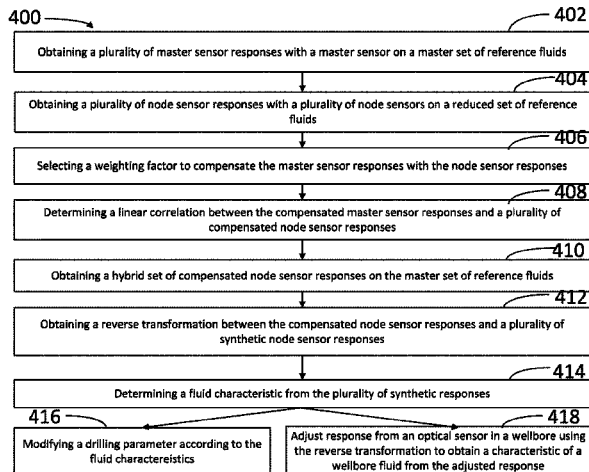 400
402
Obtaining a plurality of master sensor responses with a master sensor on a master set of reference fluids
404
Obtaining a plurality of node sensor responses with a plurality of node sensors on a reduced set of reference
fluids
406
Selecting a weighting factor to compensate the master sensor responses with the node sensor responses
408
Determining a linear correlation between the compensated master sensor responses and a plurality of
compensated node sensor responses
410
Obtaining a hybrid set of compensated node sensor responses on the master set of reference fluids
412
Obtaining a reverse transformation between the compensated node sensor responses and a plurality of
synthetic node sensor responses
414
Determining a fluid characteristic from the plurality of synthetic responses
416
Modifying a drilling parameter according to the
fluid charactereistics
418
Adjust response from an optical sensor in a wellbore using
the reverse transformation to obtain a characteristic of a
wellbore fluid from the adjusted response